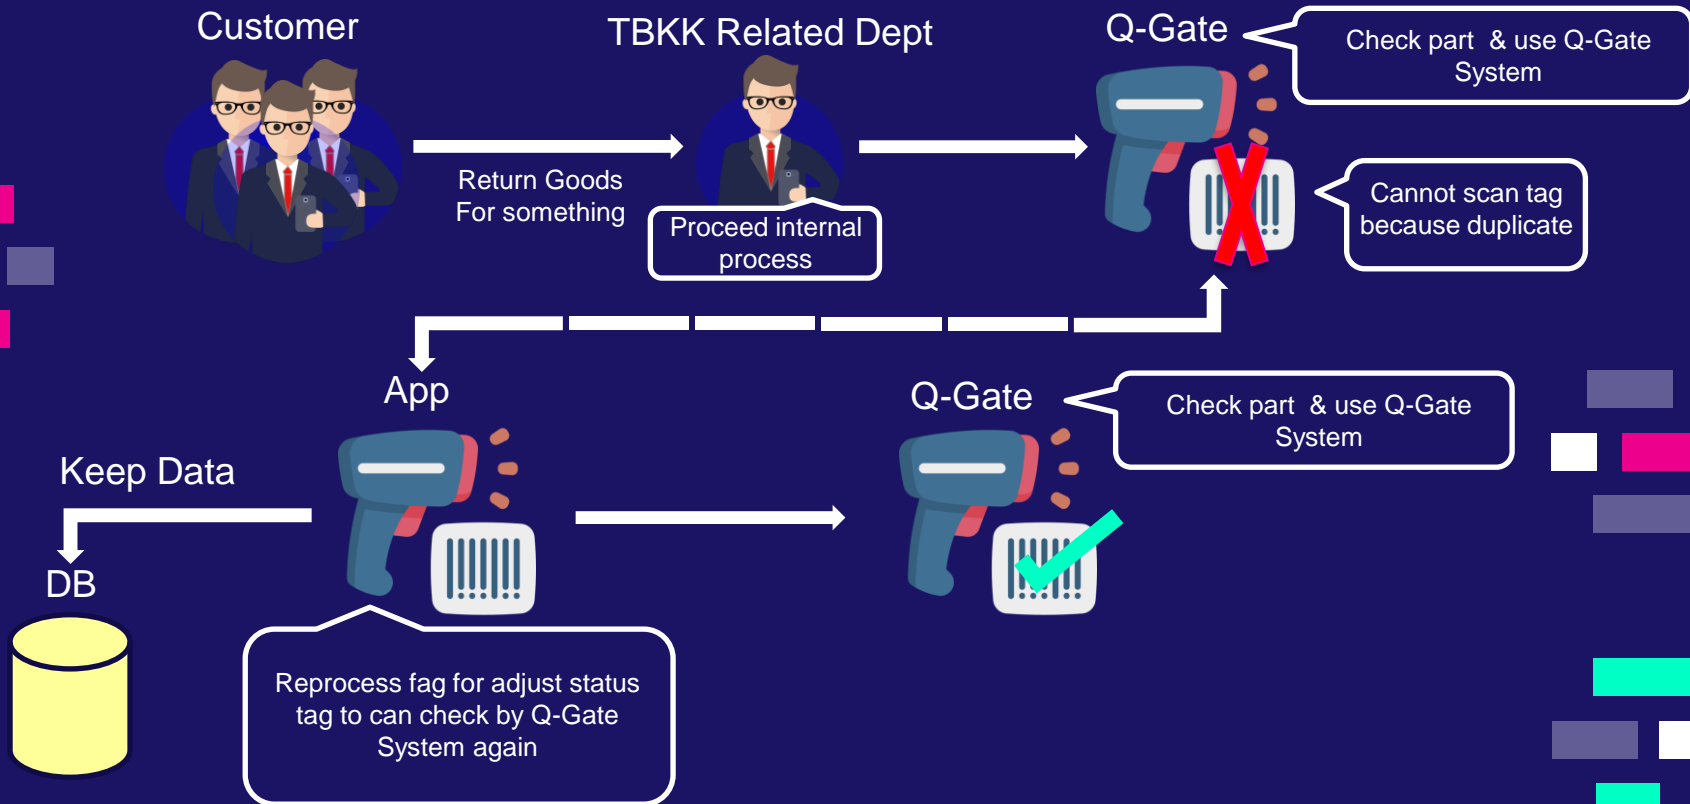 Customer
TBKK Related Dept
Q-Gate
Check part & use Q-Gate
System
Return Goods
For something
Proceed internal
process
Cannot scan tag
because duplicate
App
Q-Gate
Check part & use Q-Gate
System
Keep Data
DB
Reprocess fag for adjust status
tag to can check by Q-Gate
System again